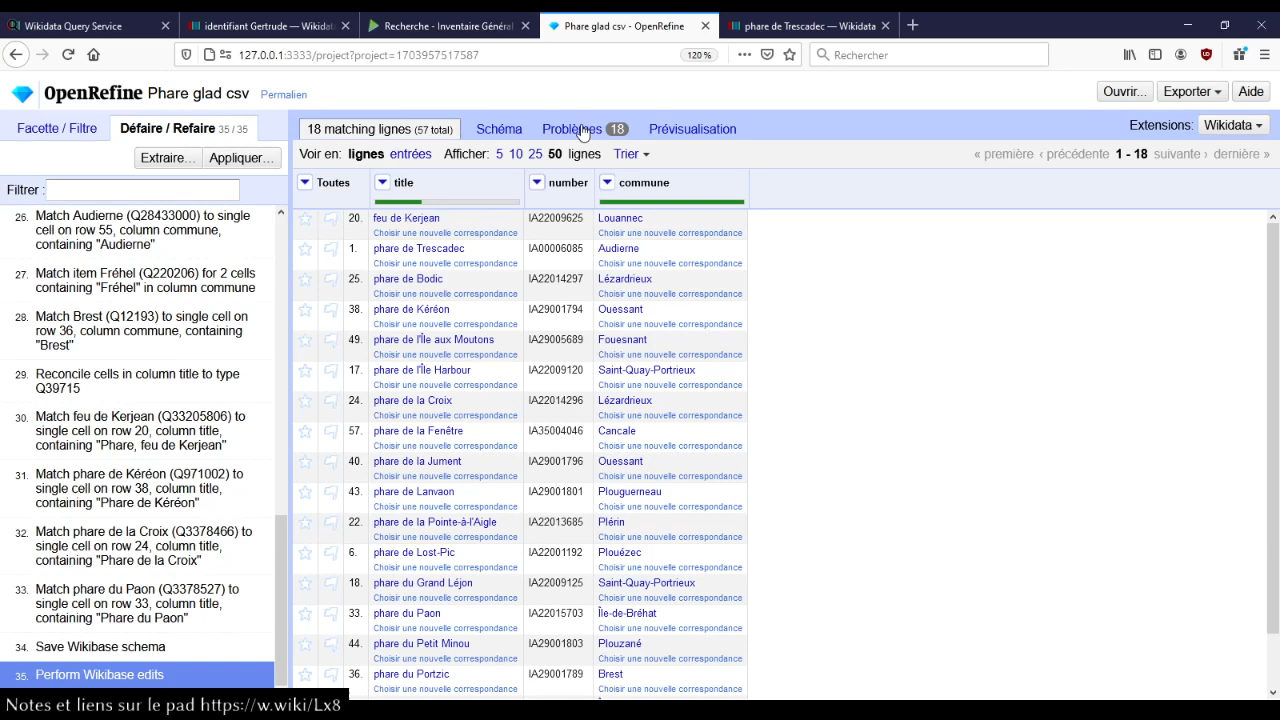 Wikidata Query Service
identifiant Gertrude — Wikidat
Recherche - Inventaire Général
Phare glad csv - OpenRefine
phare de Trescadec — Wikidata
127.0.0.1:3333/project?project=1703957517587
120 %
Rechercher
OpenRefine Phare glad csv Permalien
Ouvrir... Exporter Aide
Facette / Filtre Défaire / Refaire 35 / 35
18 matching lignes (57 total) Schéma Problèmes 18 Prévisualisation
Extensions: Wikidata
Extraire... Appliquer...
Voir en: lignes entrées Afficher: 5 10 25 50 lignes Trier
« première ‹ précédente 1 - 18 suivante › dernière »
Filtrer :
26. Match Audierne (Q28433000) to single
cell on row 55, column commune,
containing "Audierne"
27. Match item Fréhel (Q220206) for 2 cells
containing "Fréhel" in column commune
28. Match Brest (Q12193) to single cell on
row 36, column commune, containing
"Brest"
29. Reconcile cells in column title to type
Q39715
30. Match feu de Kerjean (Q33205806) to
single cell on row 20, column title,
containing "Phare, feu de Kerjean"
31. Match phare de Kéréon (Q971002) to
single cell on row 38, column title,
containing "Phare de Kéréon"
32. Match phare de la Croix (Q3378466) to
single cell on row 24, column title,
containing "Phare de la Croix"
33. Match phare du Paon (Q3378527) to
single cell on row 33, column title,
containing "Phare du Paon"
34. Save Wikibase schema
35. Perform Wikibase edits
Toutes title number commune
20. feu de Kerjean IA22009625 Louannec
Choisir une nouvelle correspondance Choisir une nouvelle correspondance
1. phare de Trescadec IA00006085 Audierne
Choisir une nouvelle correspondance Choisir une nouvelle correspondance
25. phare de Bodic IA22014297 Lézardrieux
Choisir une nouvelle correspondance Choisir une nouvelle correspondance
38. phare de Kéréon IA29001794 Ouessant
Choisir une nouvelle correspondance Choisir une nouvelle correspondance
49. phare de l'Île aux Moutons IA29005689 Fouesnant
Choisir une nouvelle correspondance Choisir une nouvelle correspondance
17. phare de l'Île Harbour IA22009120 Saint-Quay-Portrieux
Choisir une nouvelle correspondance Choisir une nouvelle correspondance
24. phare de la Croix IA22014296 Lézardrieux
Choisir une nouvelle correspondance Choisir une nouvelle correspondance
57. phare de la Fenêtre IA35004046 Cancale
Choisir une nouvelle correspondance Choisir une nouvelle correspondance
40. phare de la Jument IA29001796 Ouessant
Choisir une nouvelle correspondance Choisir une nouvelle correspondance
43. phare de Lanvaon IA29001801 Plouguerneau
Choisir une nouvelle correspondance Choisir une nouvelle correspondance
22. phare de la Pointe-à-l'Aigle IA22013685 Plérin
Choisir une nouvelle correspondance Choisir une nouvelle correspondance
6. phare de Lost-Pic IA22001192 Plouézec
Choisir une nouvelle correspondance Choisir une nouvelle correspondance
18. phare du Grand Léjon IA22009125 Saint-Quay-Portrieux
Choisir une nouvelle correspondance Choisir une nouvelle correspondance
33. phare du Paon IA22015703 Île-de-Bréhat
Choisir une nouvelle correspondance Choisir une nouvelle correspondance
44. phare du Petit Minou IA29001803 Plouzané
Choisir une nouvelle correspondance Choisir une nouvelle correspondance
36. phare du Portzic IA29001789 Brest
Choisir une nouvelle correspondance Choisir une nouvelle correspondance
Notes et liens sur le pad https://w.wiki/Lx8